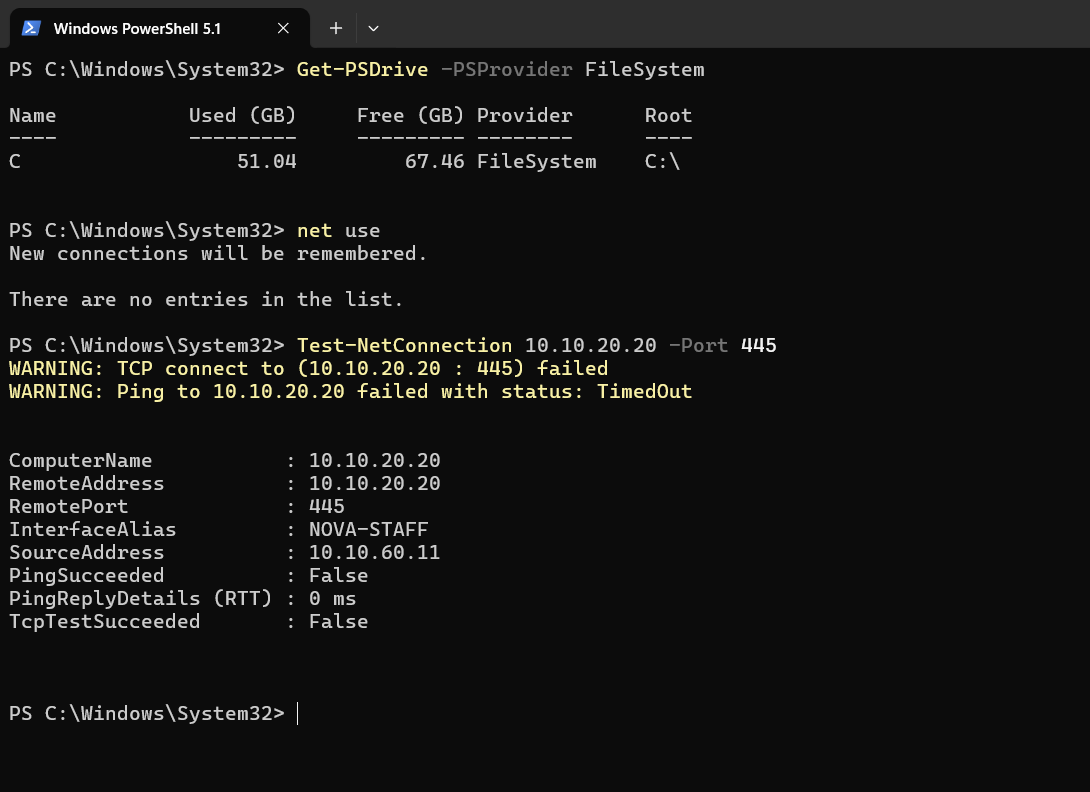 Windows PowerShell 5.1
PS C:\Windows\System32> Get-PSDrive -PSProvider FileSystem
Name           Used (GB)     Free (GB) Provider      Root
----           ---------     --------- --------      ----
C                  51.04         67.46 FileSystem    C:\
PS C:\Windows\System32> net use
New connections will be remembered.
There are no entries in the list.
PS C:\Windows\System32> Test-NetConnection 10.10.20.20 -Port 445
WARNING: TCP connect to (10.10.20.20 : 445) failed
WARNING: Ping to 10.10.20.20 failed with status: TimedOut
ComputerName           : 10.10.20.20
RemoteAddress          : 10.10.20.20
RemotePort             : 445
InterfaceAlias         : NOVA-STAFF
SourceAddress          : 10.10.60.11
PingSucceeded          : False
PingReplyDetails (RTT) : 0 ms
TcpTestSucceeded       : False
PS C:\Windows\System32>